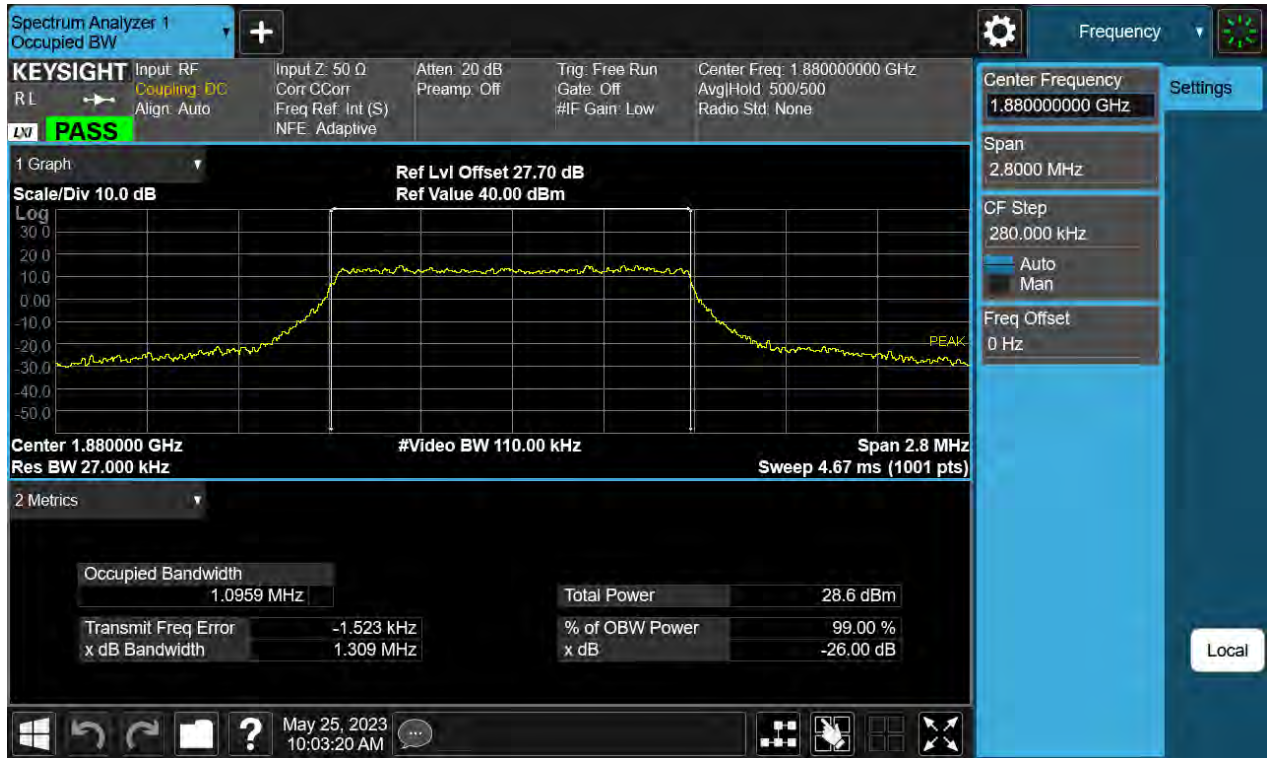 Spectrum Analyzer 1
Occupied BW
+
Frequency
KEYSIGHT
RL
LXI
PASS
Input: RF
Coupling: DC
Align: Auto
Input Z: 50 Ω
Corr CCorr
Freq Ref: Int (S)
NFE: Adaptive
Atten: 20 dB
Preamp: Off
Trig: Free Run
Gate: Off
#IF Gain: Low
Center Freq: 1.880000000 GHz
Avg|Hold: 500/500
Radio Std: None
Center Frequency
1.880000000 GHz
Settings
Span
2.8000 MHz
CF Step
280.000 kHz
Auto
Man
Freq Offset
0 Hz
Local
1 Graph
Scale/Div 10.0 dB
Ref Lvl Offset 27.70 dB
Ref Value 40.00 dBm
Log
30.0
20.0
10.0
0.00
-10.0
-20.0
-30.0
-40.0
-50.0
PEAK
Center 1.880000 GHz
#Video BW 110.00 kHz
Span 2.8 MHz
Res BW 27.000 kHz
Sweep 4.67 ms (1001 pts)
2 Metrics
Occupied Bandwidth
1.0959 MHz
Transmit Freq Error -1.523 kHz
x dB Bandwidth 1.309 MHz
Total Power 28.6 dBm
% of OBW Power 99.00 %
x dB -26.00 dB
?
May 25, 2023
10:03:20 AM